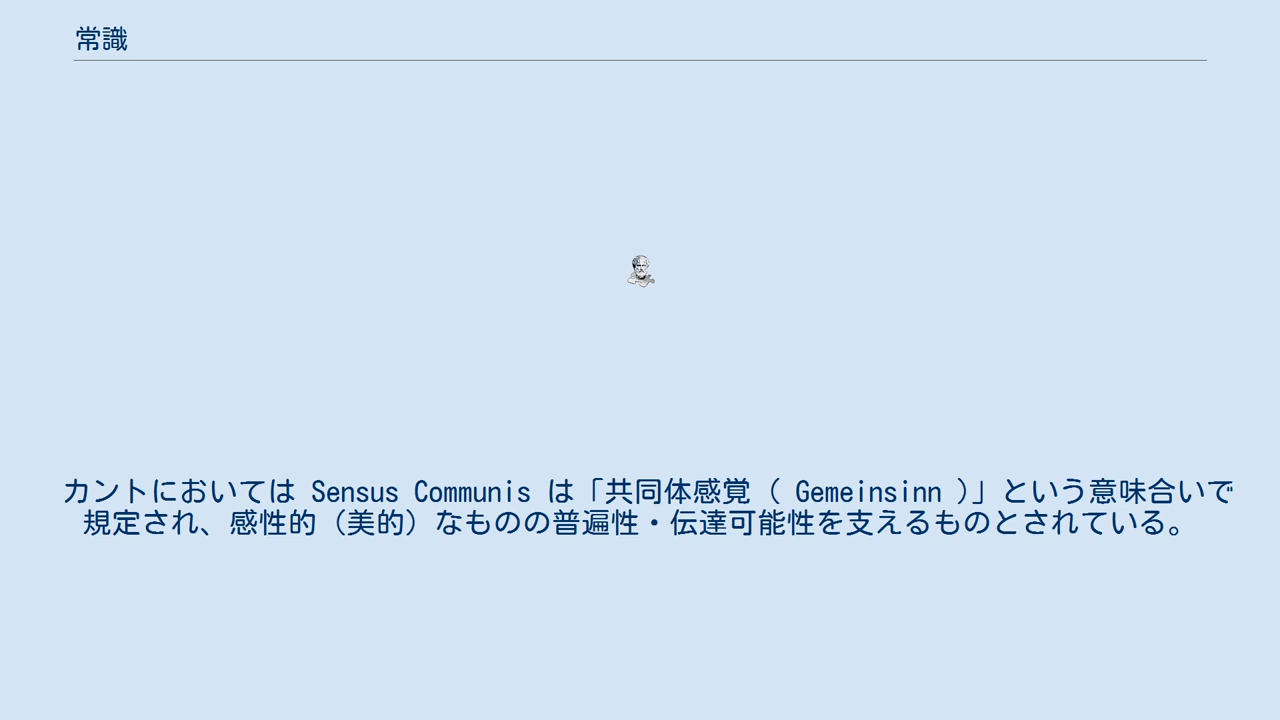 常識
カントにおいては Sensus Communis は「共同体感覚（ Gemeinsinn ）」という意味合いで
規定され、感性的（美的）なものの普遍性・伝達可能性を支えるものとされている。